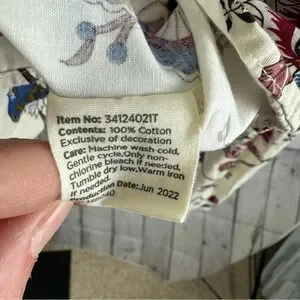 Item No: 34124021T
Contents: 100% Cotton
Exclusive of decoration
Care: Machine wash cold,
Gentle cycle,Only non-
chlorine bleach if needed,
Tumble dry low,Warm iron
if needed.
Production Date:Jun 2022